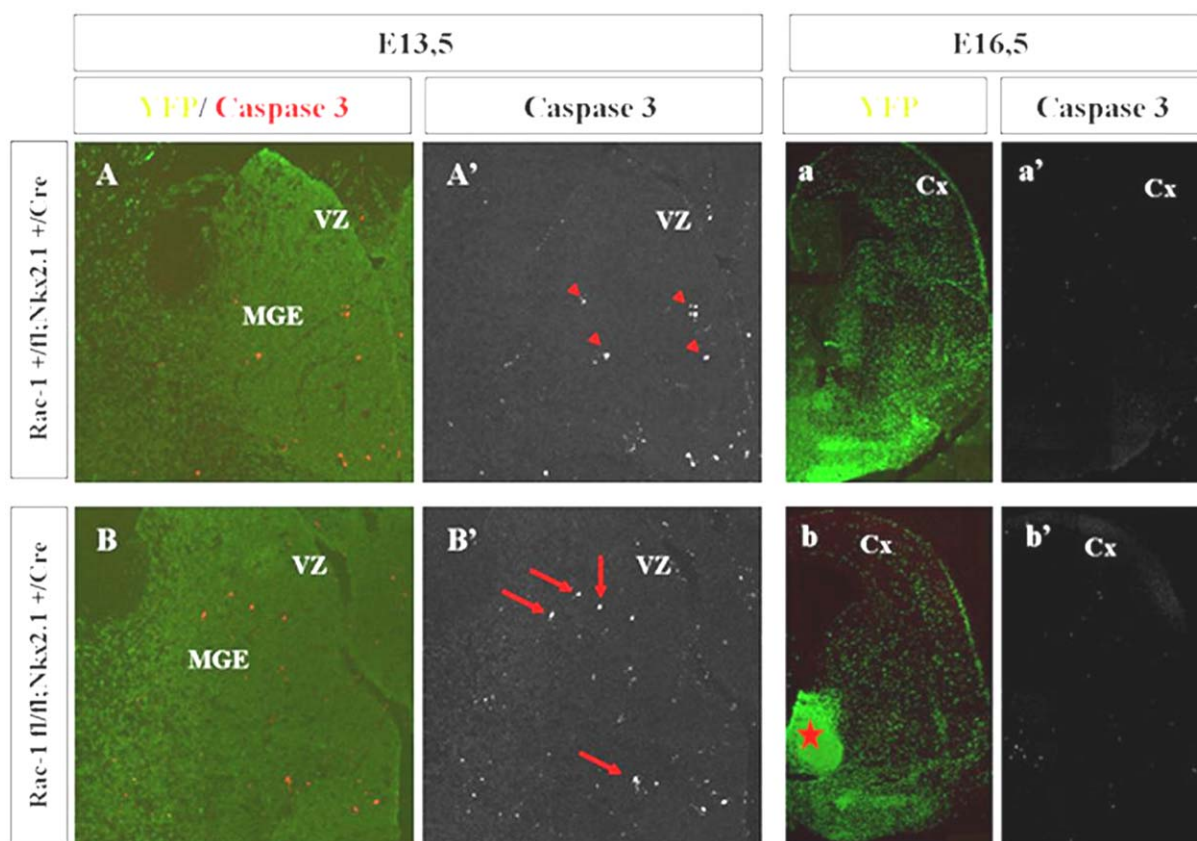 E13,5
E16,5
YFP/ Caspase 3
Caspase 3
YFP
Caspase 3
Rac-1 +/fl;Nkx2.1 +/Cre
A
VZ
MGE
A’
VZ
a
Cx
a’
Cx
Rac-1 fl/fl;Nkx2.1 +/Cre
B
VZ
MGE
B’
VZ
b
Cx
b’
Cx